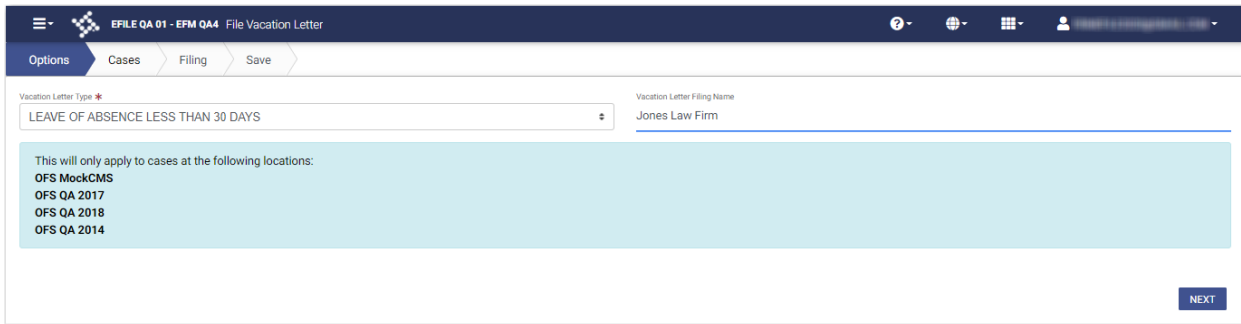 EFILE QA 01 - EFM QA4 File Vacation Letter
Options Cases Filing Save
Vacation Letter Type * Vacation Letter Filing Name
LEAVE OF ABSENCE LESS THAN 30 DAYS Jones Law Firm
This will only apply to cases at the following locations:
OFS MockCMS
OFS QA 2017
OFS QA 2018
OFS QA 2014
NEXT